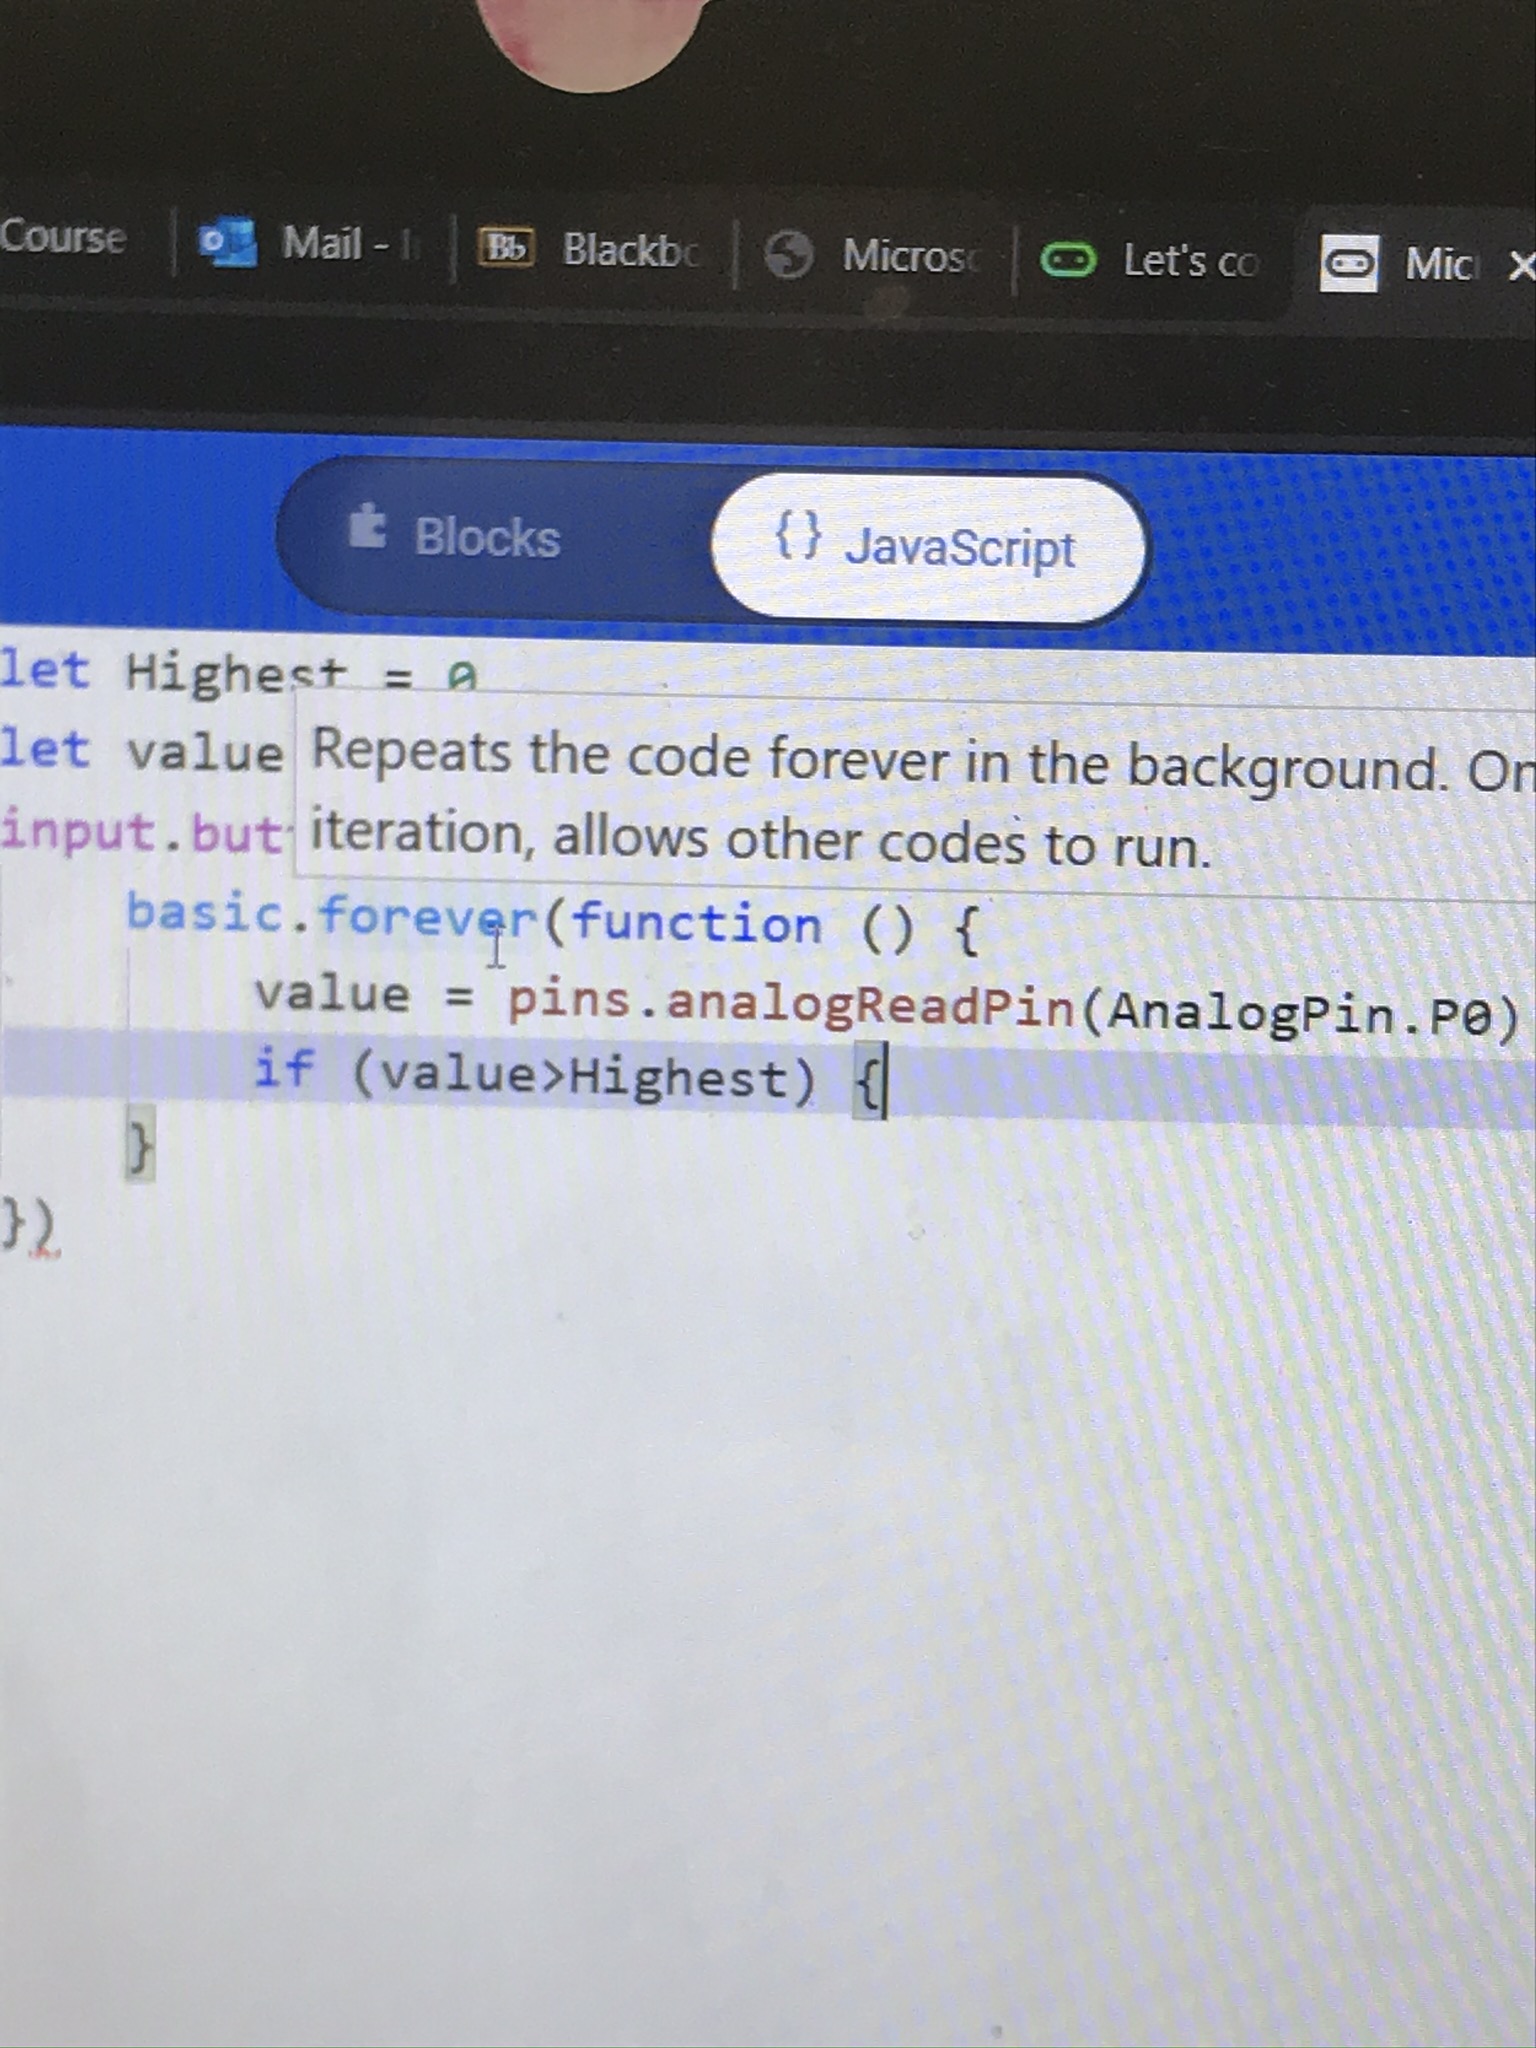 Course Mail - Bb Blackbc Microsc Let's co Mic
Blocks {} JavaScript
let Highest = 0
let value
input.but
Repeats the code forever in the background. On
iteration, allows other codes to run.
basic.forever(function () {
value = pins.analogReadPin(AnalogPin.P0)
if (value>Highest) {
}
})